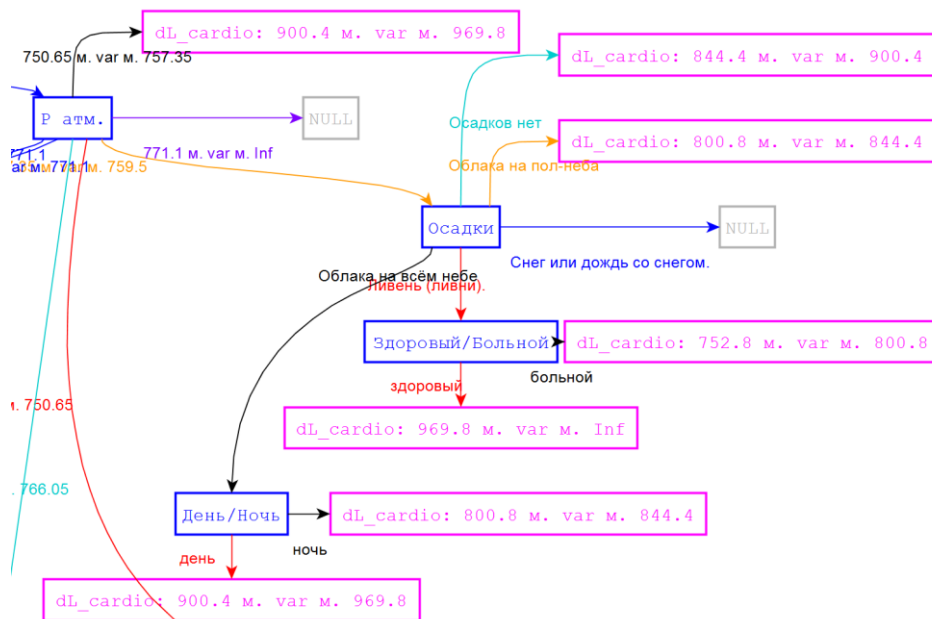 dL_cardio: 900.4 м. var м. 969.8
750.65 м. var м. 757.35
dL_cardio: 844.4 м. var м. 900.4
Р атм.
NULL
Осадков нет
dL_cardio: 800.8 м. var м. 844.4
771.1 м. var м. Inf
771.1
м. 771.1
м. 759.5
Облака на пол-неба
Осадки
NULL
Снег или дождь со снегом.
Облака на всём небе
Ливень (ливни).
Здоровый/Больной
dL_cardio: 752.8 м. var м. 800.8
больной
здоровый
м. 750.65
dL_cardio: 969.8 м. var м. Inf
. 766.05
День/Ночь
dL_cardio: 800.8 м. var м. 844.4
ночь
день
dL_cardio: 900.4 м. var м. 969.8